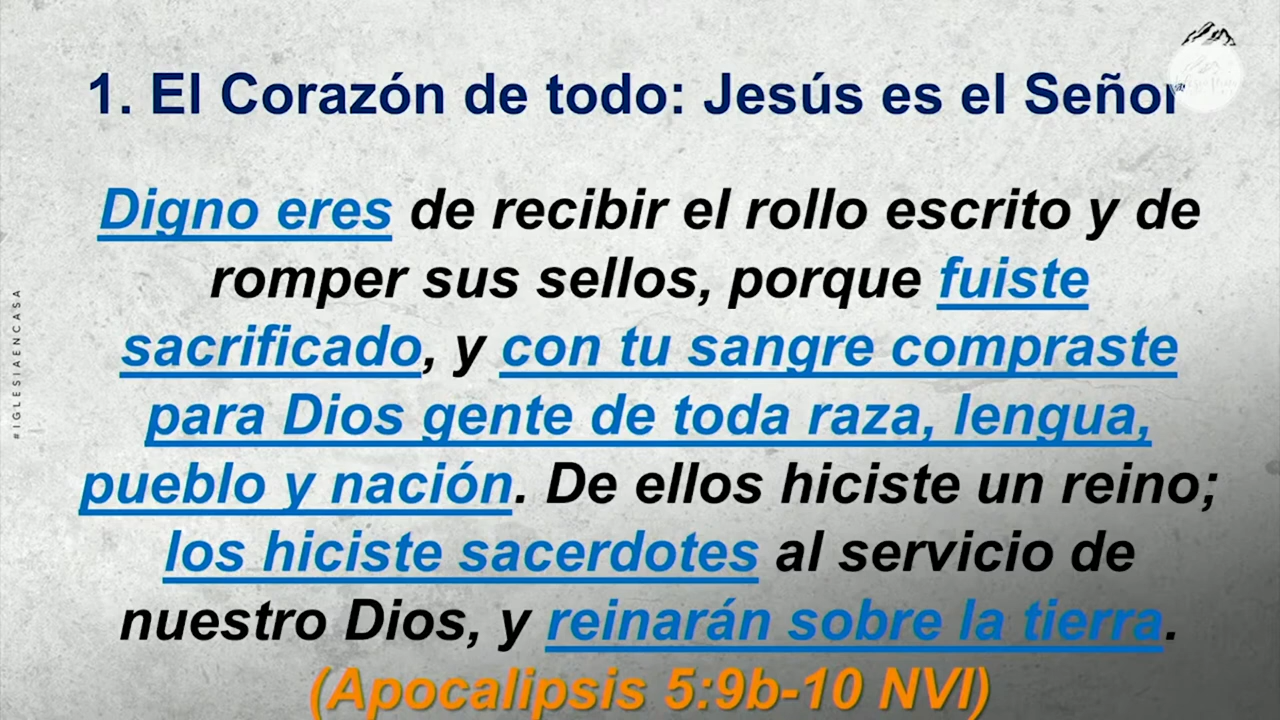 1. El Corazón de todo: Jesús es el Señor
Digno eres de recibir el rollo escrito y de
romper sus sellos, porque fuiste
sacrificado, y con tu sangre compraste
para Dios gente de toda raza, lengua,
pueblo y nación. De ellos hiciste un reino;
los hiciste sacerdotes al servicio de
nuestro Dios, y reinarán sobre la tierra.
(Apocalipsis 5:9b-10 NVI)
#IGLESIAENCASA